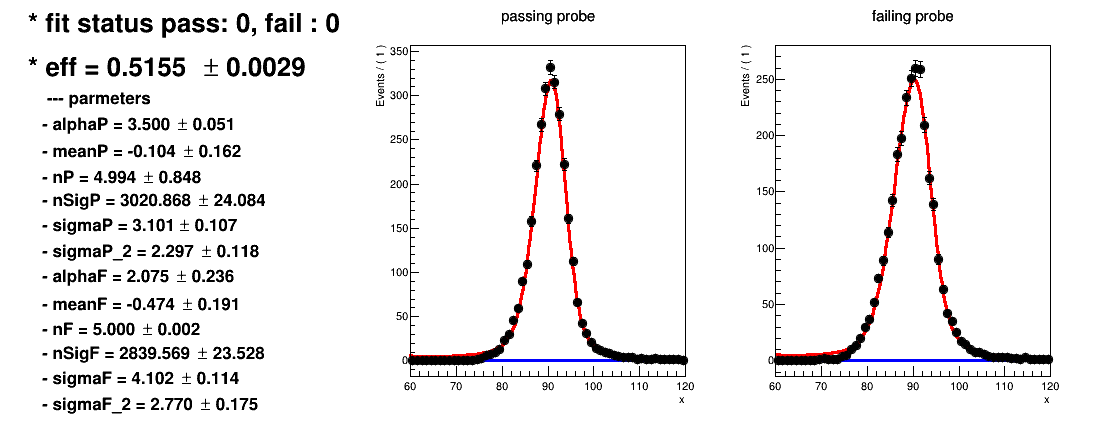 * fit status pass: 0, fail : 0
* eff = 0.5155 ± 0.0029
--- parmeters
- alphaP = 3.500 ± 0.051
- meanP = -0.104 ± 0.162
- nP = 4.994 ± 0.848
- nSigP = 3020.868 ± 24.084
- sigmaP = 3.101 ± 0.107
- sigmaP_2 = 2.297 ± 0.118
- alphaF = 2.075 ± 0.236
- meanF = -0.474 ± 0.191
- nF = 5.000 ± 0.002
- nSigF = 2839.569 ± 23.528
- sigmaF = 4.102 ± 0.114
- sigmaF_2 = 2.770 ± 0.175
passing probe
Events / ( 1 )
350
300
250
200
150
100
50
0
60 70 80 90 100 110 120
x
failing probe
Events / ( 1 )
250
200
150
100
50
0
60 70 80 90 100 110 120
x